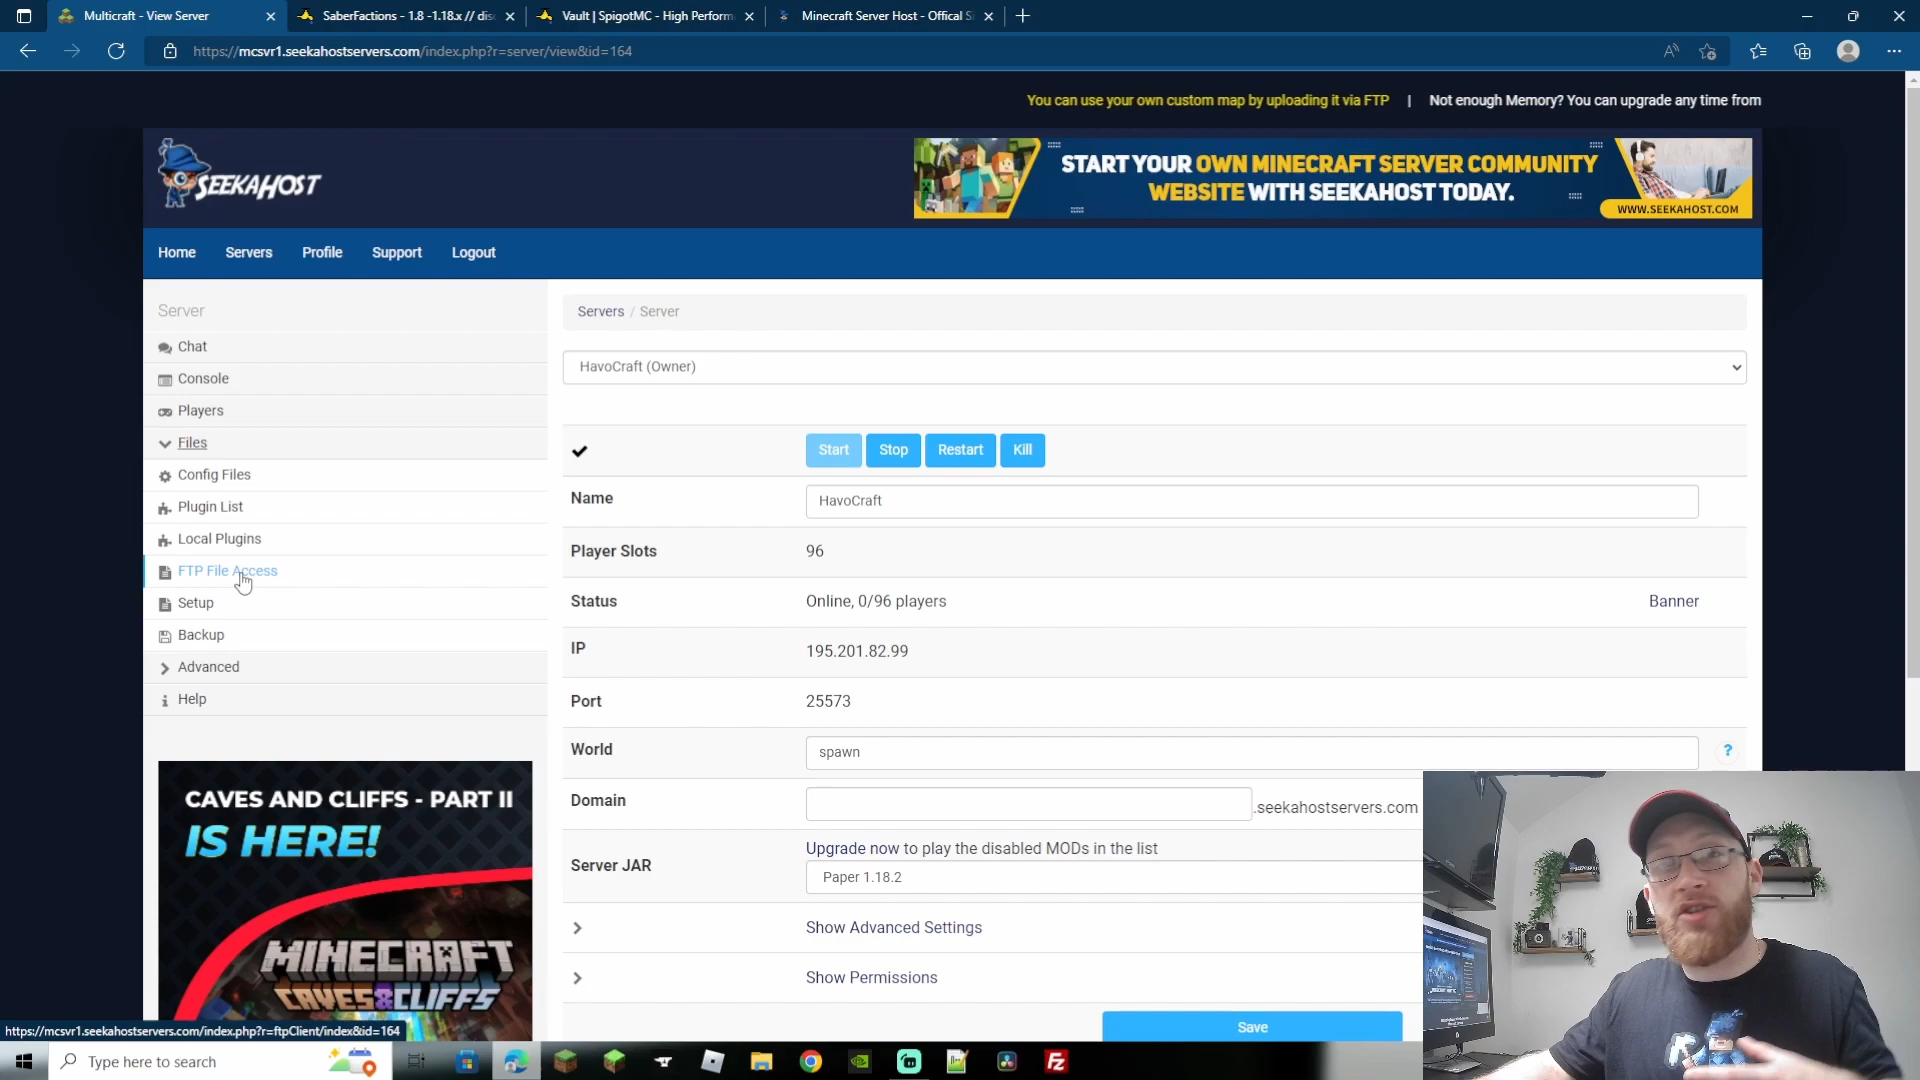 Multicraft - View Server
SaberFactions - 1.8 -1.18.x // dis
Vault | SpigotMC - High Perform
Minecraft Server Host - Offical S
https://mcsvr1.seekahostservers.com/index.php?r=server/view&id=164
You can use your own custom map by uploading it via FTP | Not enough Memory? You can upgrade any time from
SEEKAHOST
START YOUR OWN MINECRAFT SERVER COMMUNITY
WEBSITE WITH SEEKAHOST TODAY.
WWW.SEEKAHOST.COM
Home Servers Profile Support Logout
Server
Chat
Console
Players
Files
Config Files
Plugin List
Local Plugins
FTP File Access
Setup
Backup
Advanced
Help
Servers / Server
HavoCraft (Owner)
Start Stop Restart Kill
Name HavoCraft
Player Slots 96
Status Online, 0/96 players Banner
IP 195.201.82.99
Port 25573
World spawn ?
Domain .seekahostservers.com
Upgrade now to play the disabled MODs in the list
Server JAR Paper 1.18.2
Show Advanced Settings
Show Permissions
Save
CAVES AND CLIFFS - PART II
IS HERE!
MINECRAFT
CAVES & CLIFFS
https://mcsvr1.seekahostservers.com/index.php?r=ftpClient/index&id=164
Type here to search